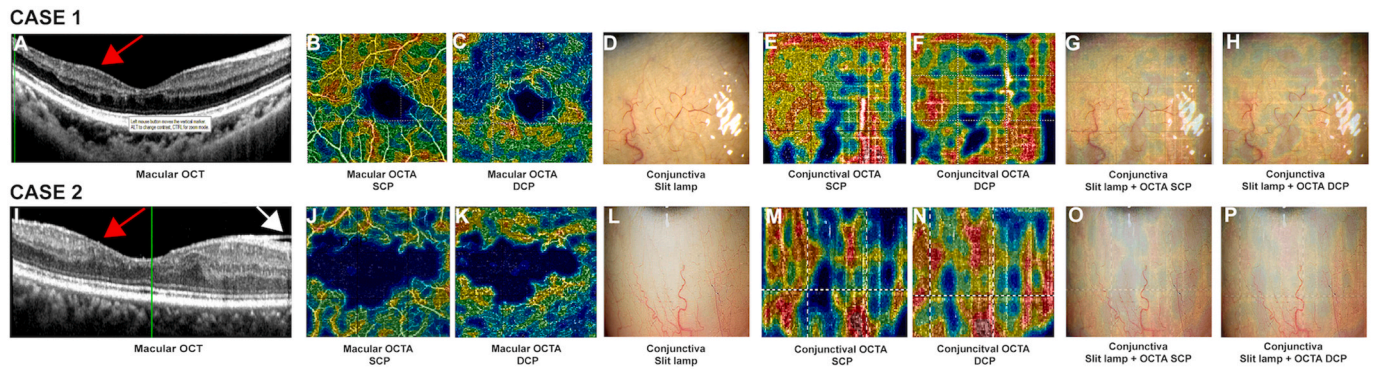 CASE 1
A
B
C
D
E
F
G
H
Left mouse button moves the vertical marker.
ALT to change contrast, CTRL for zoom mode.
Macular OCT
Macular OCTA
SCP
Macular OCTA
DCP
Conjunctiva
Slit lamp
Conjunctival OCTA
SCP
Conjuncitval OCTA
DCP
Conjunctiva
Slit lamp + OCTA SCP
Conjunctiva
Slit lamp + OCTA DCP
CASE 2
I
J
K
L
M
N
O
P
Macular OCT
Macular OCTA
SCP
Macular OCTA
DCP
Conjunctiva
Slit lamp
Conjunctival OCTA
SCP
Conjuncitval OCTA
DCP
Conjunctiva
Slit lamp + OCTA SCP
Conjunctiva
Slit lamp + OCTA DCP